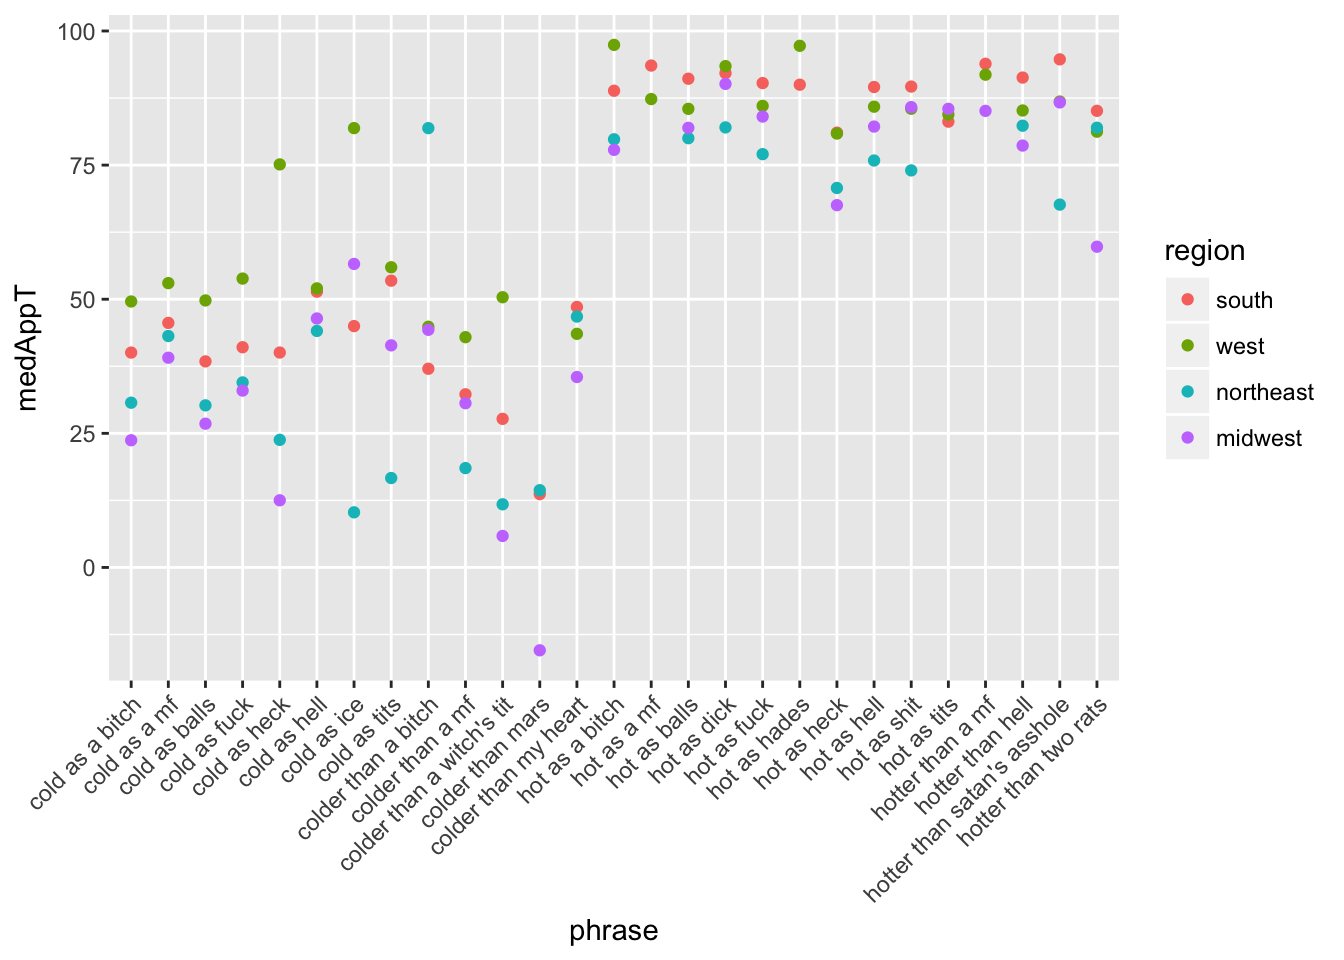 100
75
50
25
0
medAppT
cold as a bitch
cold as a mf
cold as balls
cold as fuck
cold as heck
cold as hell
cold as ice
cold as tits
colder than a bitch
colder than a mf
colder than a witch's tit
colder than mars
colder than my heart
hot as a bitch
hot as a mf
hot as balls
hot as dick
hot as fuck
hot as hades
hot as heck
hot as hell
hot as shit
hot as tits
hotter than a mf
hotter than hell
hotter than satan's asshole
hotter than two rats
phrase
region
south
west
northeast
midwest